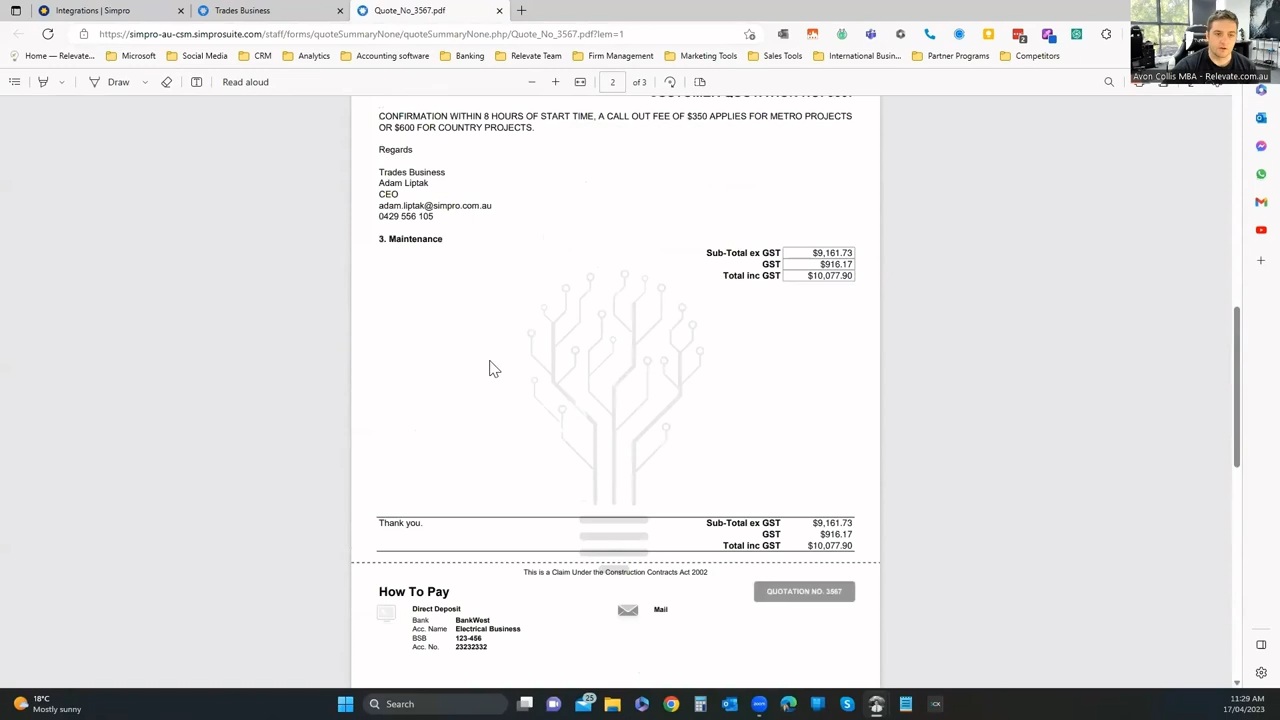 Integrations | Simpro
Trades Business
Quote_No_3567.pdf
https://simpro-au-csm.simprosuite.com/staff/forms/quoteSummaryNone/quoteSummaryNone.php/Quote_No_3567.pdf?lem=1
Home — Relevate...
Microsoft
Social Media
CRM
Analytics
Accounting software
Banking
Relevate Team
Firm Management
Marketing Tools
Sales Tools
International Busin...
Partner Programs
Competitors
Avon Collis MBA - Relevate.com.au
Draw
Read aloud
2 of 3
CONFIRMATION WITHIN 8 HOURS OF START TIME, A CALL OUT FEE OF $350 APPLIES FOR METRO PROJECTS
OR $600 FOR COUNTRY PROJECTS.
Regards
Trades Business
Adam Liptak
CEO
adam.liptak@simpro.com.au
0429 556 105
3. Maintenance
Sub-Total ex GST $9,161.73
GST $916.17
Total inc GST $10,077.90
Thank you.
Sub-Total ex GST $9,161.73
GST $916.17
Total inc GST $10,077.90
This is a Claim Under the Construction Contracts Act 2002
How To Pay
QUOTATION NO. 3567
Direct Deposit
Mail
Bank BankWest
Acc. Name Electrical Business
BSB 123-456
Acc. No. 23232332
18°C
Mostly sunny
Search
25
11:29 AM
17/04/2023